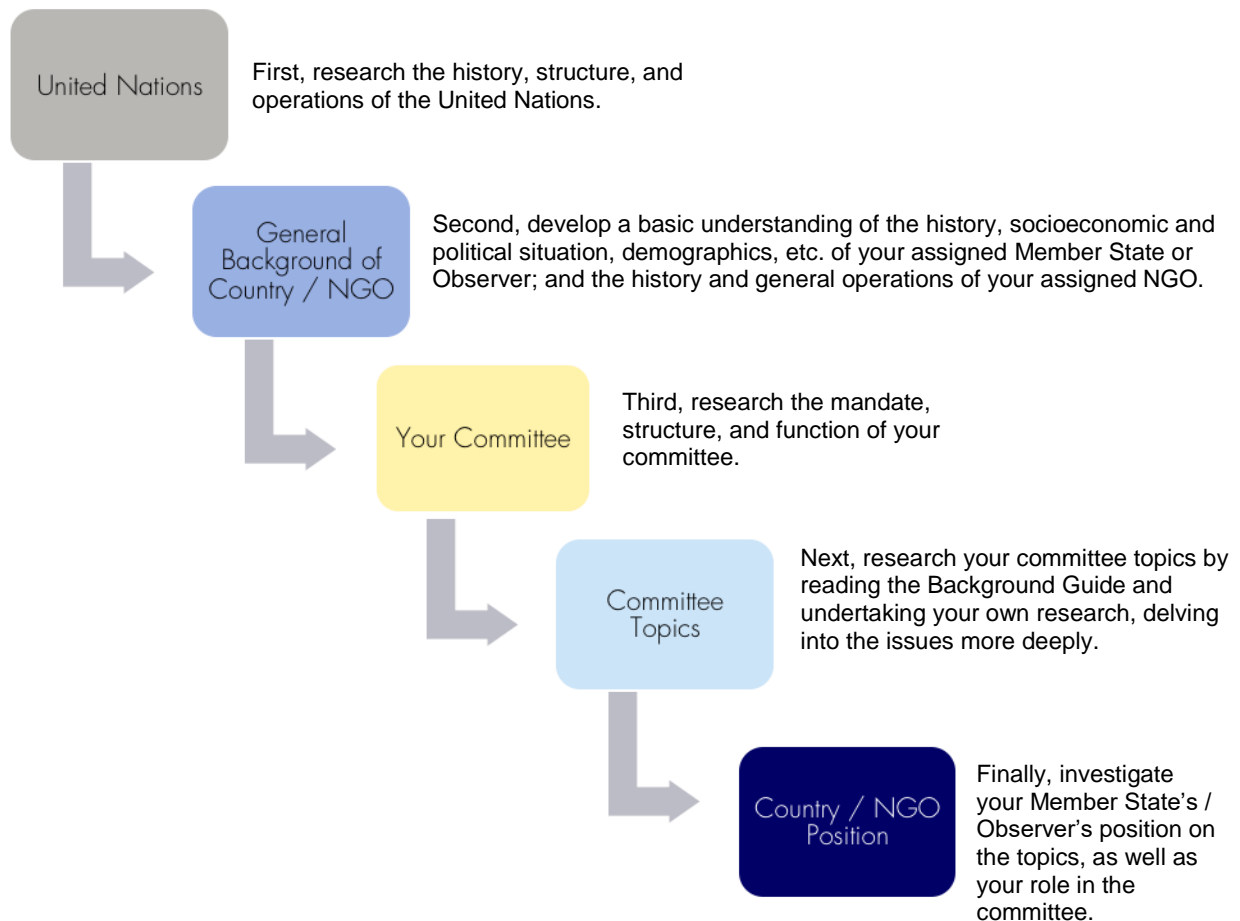 United Nations
First, research the history, structure, and
operations of the United Nations.
General
Background of
Country / NGO
Second, develop a basic understanding of the history, socioeconomic and
political situation, demographics, etc. of your assigned Member State or
Observer; and the history and general operations of your assigned NGO.
Your Committee
Third, research the mandate,
structure, and function of your
committee.
Committee
Topics
Next, research your committee topics by
reading the Background Guide and
undertaking your own research, delving
into the issues more deeply.
Country / NGO
Position
Finally, investigate
your Member State’s /
Observer’s position on
the topics, as well as
your role in the
committee.